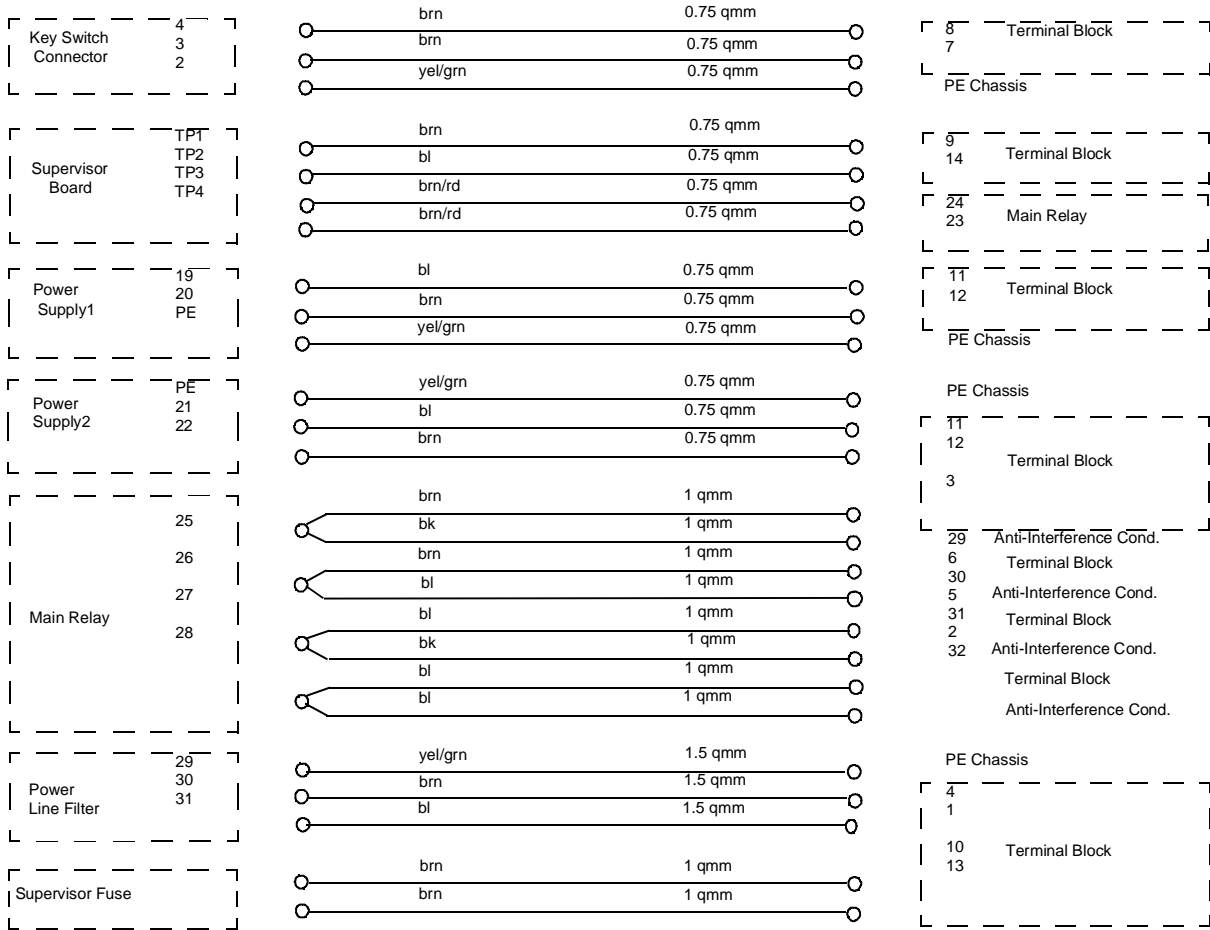 brn 0.75 qmm
4 8 Terminal Block
Key Switch 3 brn 0.75 qmm 7
Connector 2 yel/grn 0.75 qmm
PE Chassis
brn 0.75 qmm
TP1 9
TP2 bl 0.75 qmm 14 Terminal Block
Supervisor TP3
Board TP4 brn/rd 0.75 qmm
24
brn/rd 0.75 qmm 23 Main Relay
19 bl 0.75 qmm 11
Power 20 brn 0.75 qmm 12 Terminal Block
Supply1 PE yel/grn 0.75 qmm
PE Chassis
PE yel/grn 0.75 qmm PE Chassis
Power 21 bl 0.75 qmm
Supply2 22 11
brn 0.75 qmm 12
Terminal Block
3
brn 1 qmm
25 bk 1 qmm
29 Anti-Interference Cond.
26 brn 1 qmm 6 Terminal Block
30
27 bl 1 qmm 5 Anti-Interference Cond.
Main Relay bl 1 qmm 31 Terminal Block
28 2
bk 1 qmm 32 Anti-Interference Cond.
bl 1 qmm Terminal Block
bl 1 qmm Anti-Interference Cond.
29 yel/grn 1.5 qmm PE Chassis
30 brn 1.5 qmm
Power 31 4
Line Filter bl 1.5 qmm 1
10 Terminal Block
brn 1 qmm 13
Supervisor Fuse brn 1 qmm